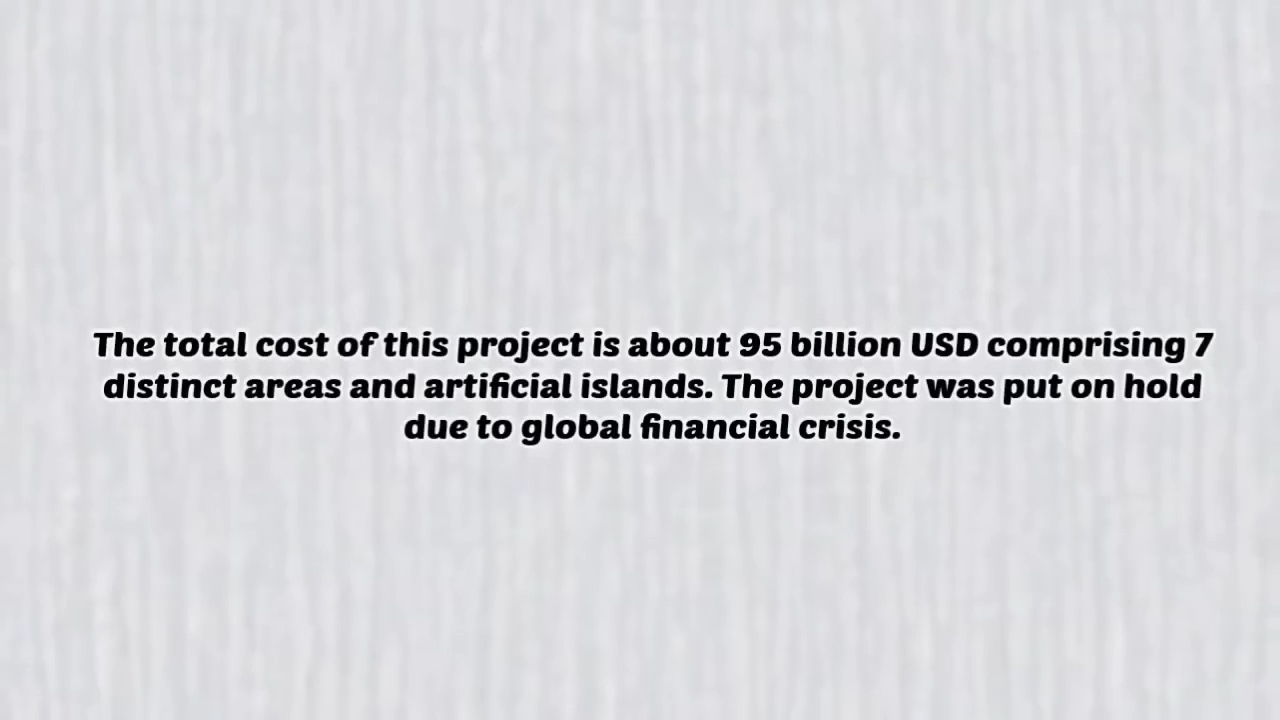 The total cost of this project is about 95 billion USD comprising 7
distinct areas and artificial islands. The project was put on hold
due to global financial crisis.